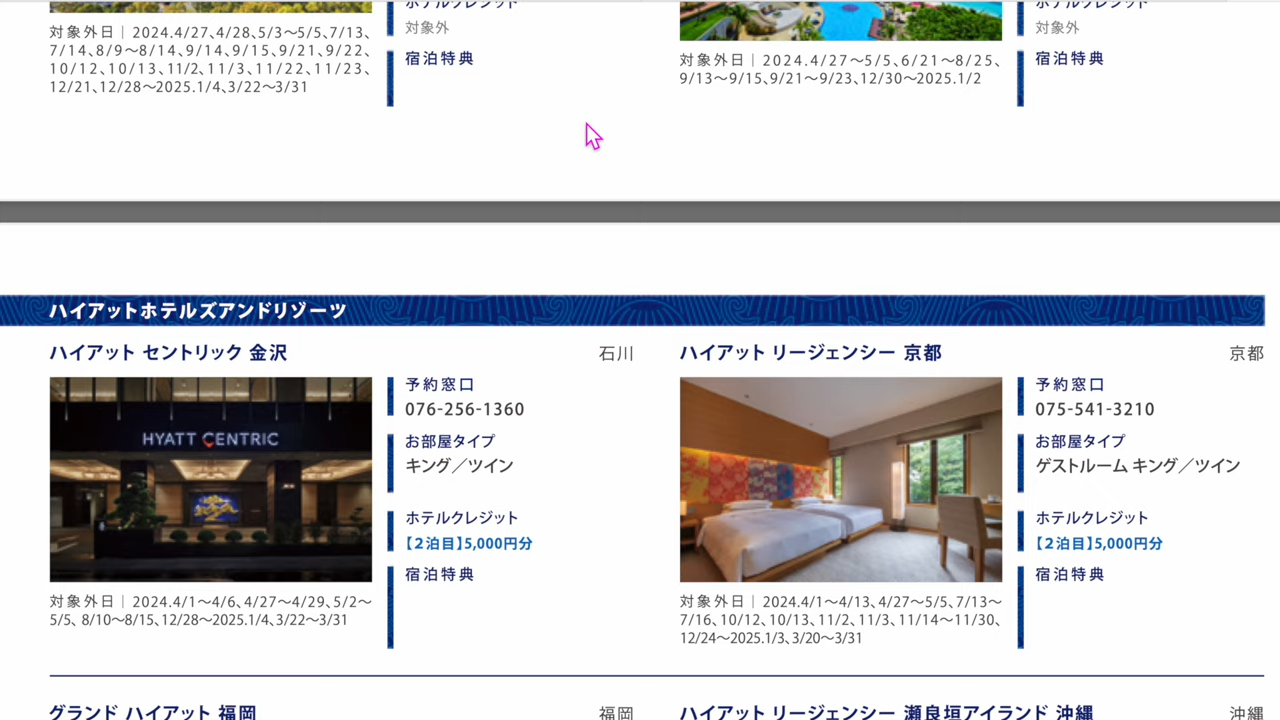 ホテルクレジット
対象外
対象外日｜2024.4/27、4/28、5/3〜5/5、7/13、
7/14、8/9〜8/14、9/14、9/15、9/21、9/22、
10/12、10/13、11/2、11/3、11/22、11/23、
12/21、12/28〜2025.1/4、3/22〜3/31
宿泊特典
ホテルクレジット
対象外
対象外日｜2024.4/27〜5/5、6/21〜8/25、
9/13〜9/15、9/21〜9/23、12/30〜2025.1/2
宿泊特典
ハイアットホテルズアンドリゾーツ
ハイアット セントリック 金沢
石川
HYATT CENTRIC
予約窓口
076-256-1360
お部屋タイプ
キング／ツイン
ホテルクレジット
【2泊目】5,000円分
宿泊特典
対象外日｜2024.4/1〜4/6、4/27〜4/29、5/2〜
5/5、8/10〜8/15、12/28〜2025.1/4、3/22〜3/31
ハイアット リージェンシー 京都
京都
予約窓口
075-541-3210
お部屋タイプ
ゲストルーム キング／ツイン
ホテルクレジット
【2泊目】5,000円分
宿泊特典
対象外日｜2024.4/1〜4/13、4/27〜5/5、7/13〜
7/16、10/12、10/13、11/2、11/3、11/14〜11/30、
12/24〜2025.1/3、3/20〜3/31
グランド ハイアット 福岡
福岡
ハイアット リージェンシー 瀬良垣アイランド 沖縄
沖縄